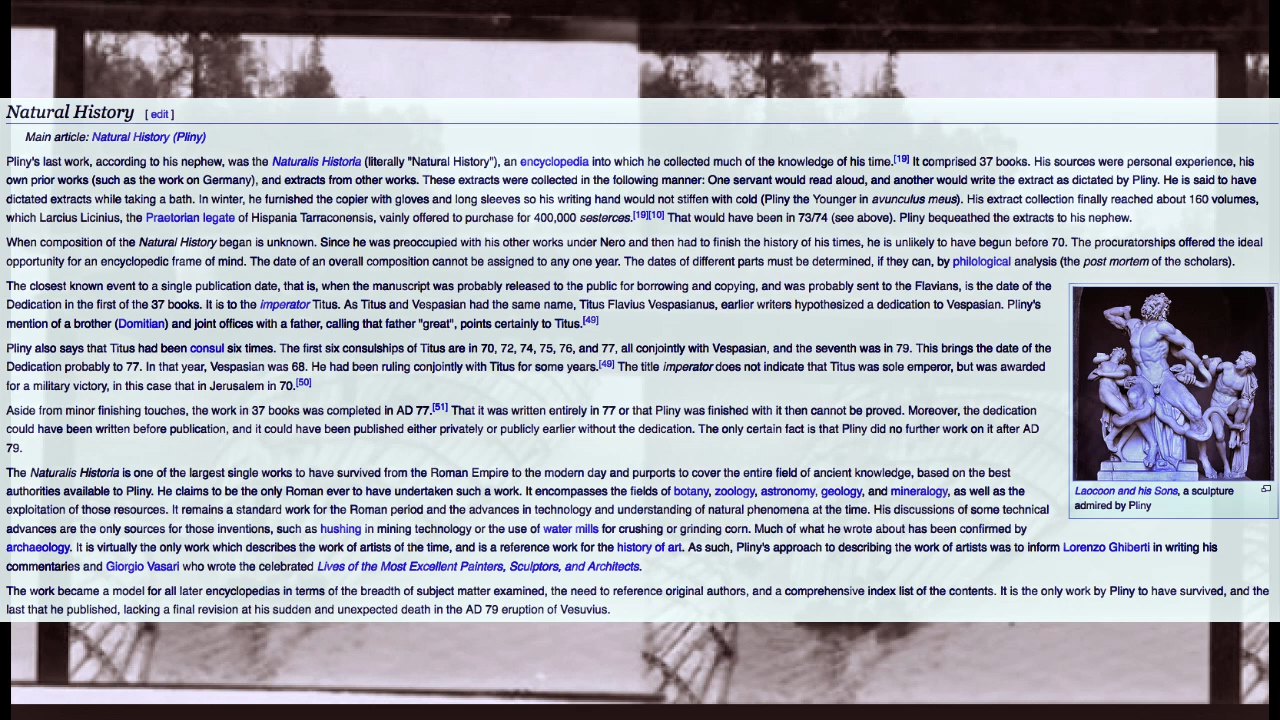 Natural History [ edit ]
Main article: Natural History (Pliny)
Pliny's last work, according to his nephew, was the Naturalis Historia (literally "Natural History"), an encyclopedia into which he collected much of the knowledge of his time.[19] It comprised 37 books. His sources were personal experience, his
own prior works (such as the work on Germany), and extracts from other works. These extracts were collected in the following manner: One servant would read aloud, and another would write the extract as dictated by Pliny. He is said to have
dictated extracts while taking a bath. In winter, he furnished the copier with gloves and long sleeves so his writing hand would not stiffen with cold (Pliny the Younger in avunculus meus). His extract collection finally reached about 160 volumes,
which Larcius Licinius, the Praetorian legate of Hispania Tarraconensis, vainly offered to purchase for 400,000 sesterces.[19][10] That would have been in 73/74 (see above). Pliny bequeathed the extracts to his nephew.
When composition of the Natural History began is unknown. Since he was preoccupied with his other works under Nero and then had to finish the history of his times, he is unlikely to have begun before 70. The procuratorships offered the ideal
opportunity for an encyclopedic frame of mind. The date of an overall composition cannot be assigned to any one year. The dates of different parts must be determined, if they can, by philological analysis (the post mortem of the scholars).
The closest known event to a single publication date, that is, when the manuscript was probably released to the public for borrowing and copying, and was probably sent to the Flavians, is the date of the
Dedication in the first of the 37 books. It is to the imperator Titus. As Titus and Vespasian had the same name, Titus Flavius Vespasianus, earlier writers hypothesized a dedication to Vespasian. Pliny's
mention of a brother (Domitian) and joint offices with a father, calling that father "great", points certainly to Titus.[49]
Pliny also says that Titus had been consul six times. The first six consulships of Titus are in 70, 72, 74, 75, 76, and 77, all conjointly with Vespasian, and the seventh was in 79. This brings the date of the
Dedication probably to 77. In that year, Vespasian was 68. He had been ruling conjointly with Titus for some years.[49] The title imperator does not indicate that Titus was sole emperor, but was awarded
for a military victory, in this case that in Jerusalem in 70.[50]
Aside from minor finishing touches, the work in 37 books was completed in AD 77.[51] That it was written entirely in 77 or that Pliny was finished with it then cannot be proved. Moreover, the dedication
could have been written before publication, and it could have been published either privately or publicly earlier without the dedication. The only certain fact is that Pliny did no further work on it after AD
79.
The Naturalis Historia is one of the largest single works to have survived from the Roman Empire to the modern day and purports to cover the entire field of ancient knowledge, based on the best
authorities available to Pliny. He claims to be the only Roman ever to have undertaken such a work. It encompasses the fields of botany, zoology, astronomy, geology, and mineralogy, as well as the
exploitation of those resources. It remains a standard work for the Roman period and the advances in technology and understanding of natural phenomena at the time. His discussions of some technical
advances are the only sources for those inventions, such as hushing in mining technology or the use of water mills for crushing or grinding corn. Much of what he wrote about has been confirmed by
archaeology. It is virtually the only work which describes the work of artists of the time, and is a reference work for the history of art. As such, Pliny's approach to describing the work of artists was to inform Lorenzo Ghiberti in writing his
commentaries and Giorgio Vasari who wrote the celebrated Lives of the Most Excellent Painters, Sculptors, and Architects.
The work became a model for all later encyclopedias in terms of the breadth of subject matter examined, the need to reference original authors, and a comprehensive index list of the contents. It is the only work by Pliny to have survived, and the
last that he published, lacking a final revision at his sudden and unexpected death in the AD 79 eruption of Vesuvius.
Laocoon and his Sons, a sculpture
admired by Pliny